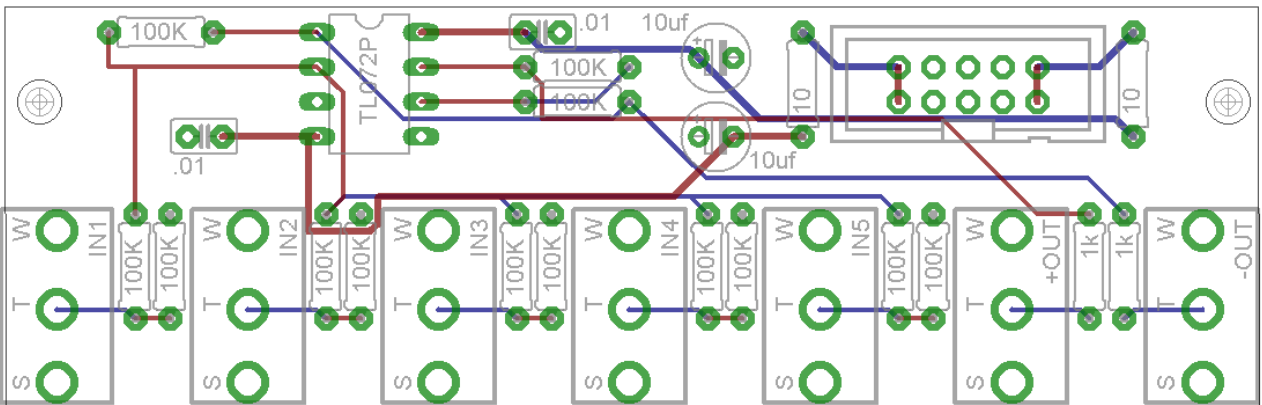 100K
TL072P
.01
10uf
100K
100K
10
10
.01
10uf
W
IN1
W
IN2
W
IN3
W
IN4
W
IN5
W
+OUT
W
-OUT
100K
100K
100K
100K
100K
100K
100K
100K
100K
100K
1k
1k
T
T
T
T
T
T
T
S
S
S
S
S
S
S
+
+